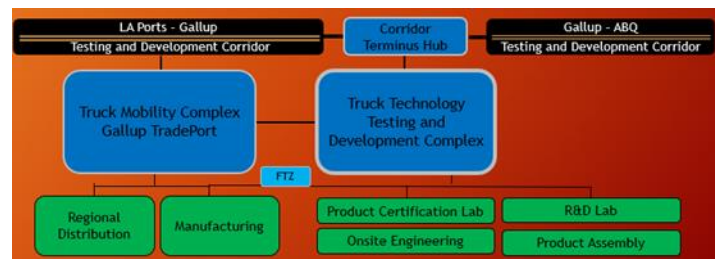 LA Ports - Gallup
Testing and Development Corridor
Corridor
Terminus Hub
Gallup - ABQ
Testing and Development Corridor
Truck Mobility Complex
Gallup TradePort
Truck Technology
Testing and
Development Complex
FTZ
Regional
Distribution
Manufacturing
Product Certification Lab
Onsite Engineering
R&D Lab
Product Assembly